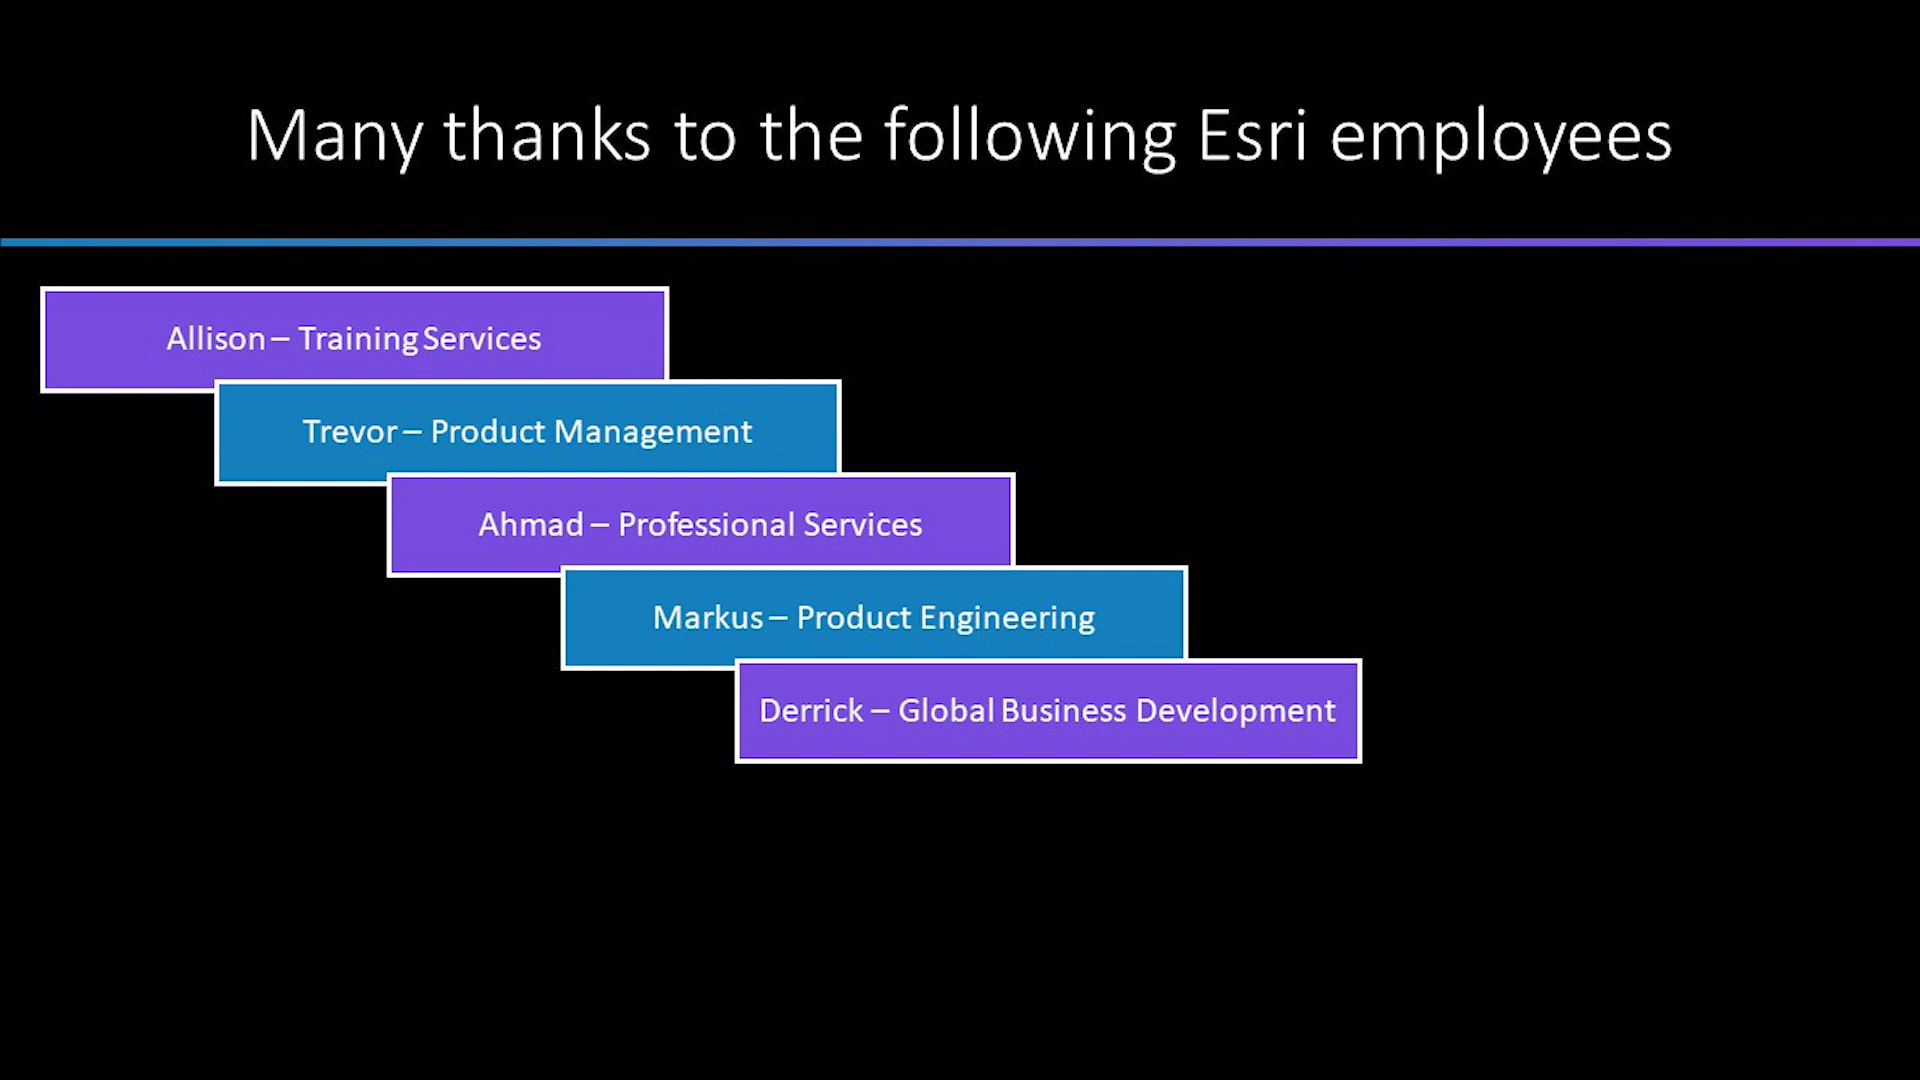 Many thanks to the following Esri employees
Allison – Training Services
Trevor – Product Management
Ahmad – Professional Services
Markus – Product Engineering
Derrick – Global Business Development